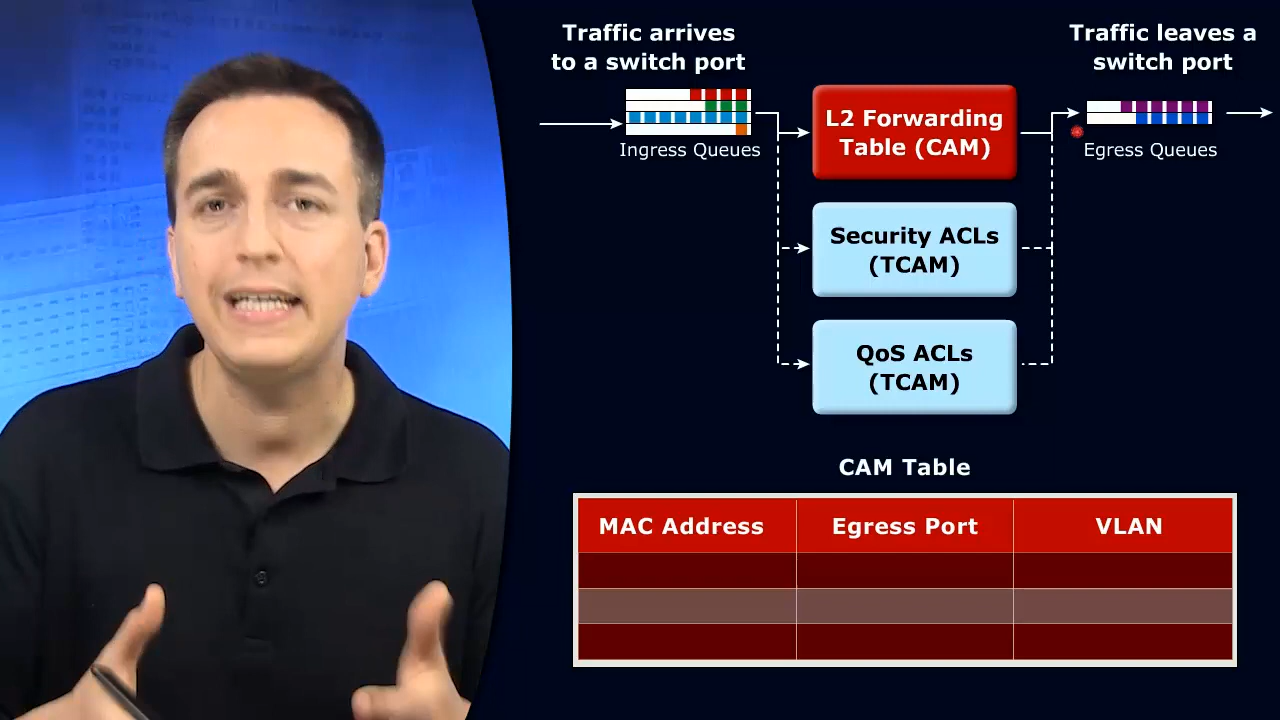 Traffic arrives
to a switch port
Ingress Queues
L2 Forwarding
Table (CAM)
Security ACLs
(TCAM)
QoS ACLs
(TCAM)
Traffic leaves a
switch port
Egress Queues
CAM Table
MAC Address Egress Port VLAN